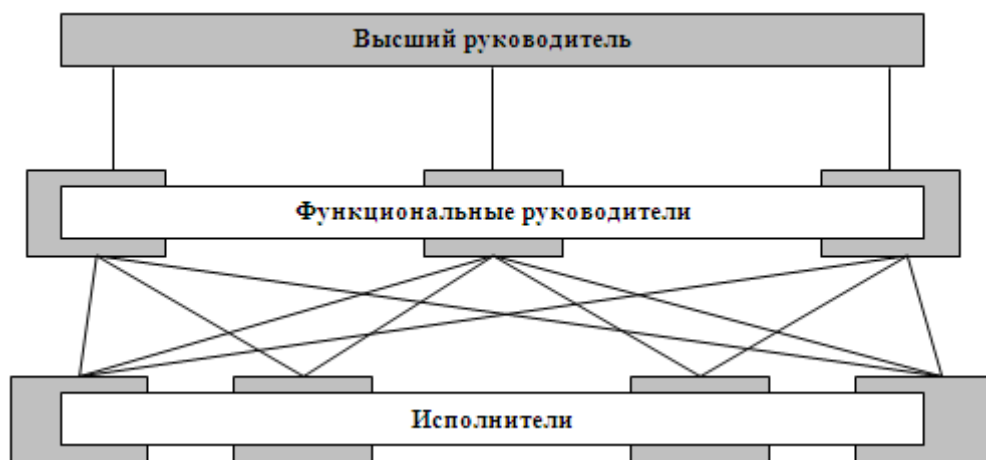 Высший руководитель
Функциональные руководители
Исполнители